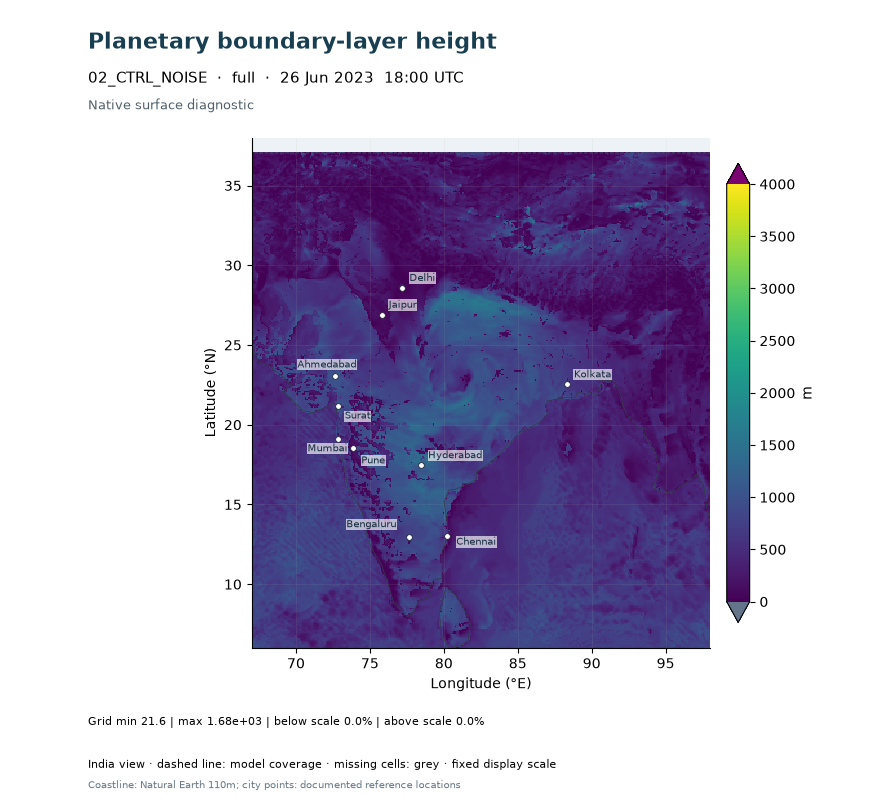 Planetary boundary-layer height
02_CTRL_NOISE · full · 26 Jun 2023 18:00 UTC
Native surface diagnostic
35
30
25
20
15
10
Latitude (°N)
Delhi
Jaipur
Ahmedabad
Surat
Kolkata
Mumbai
Pune
Hyderabad
Bengaluru
Chennai
70
75
80
85
90
95
Longitude (°E)
4000
3500
3000
2500
2000
1500
1000
500
0
m
Grid min 21.6 | max 1.68e+03 | below scale 0.0% | above scale 0.0%
India view · dashed line: model coverage · missing cells: grey · fixed display scale
Coastline: Natural Earth 110m; city points: documented reference locations